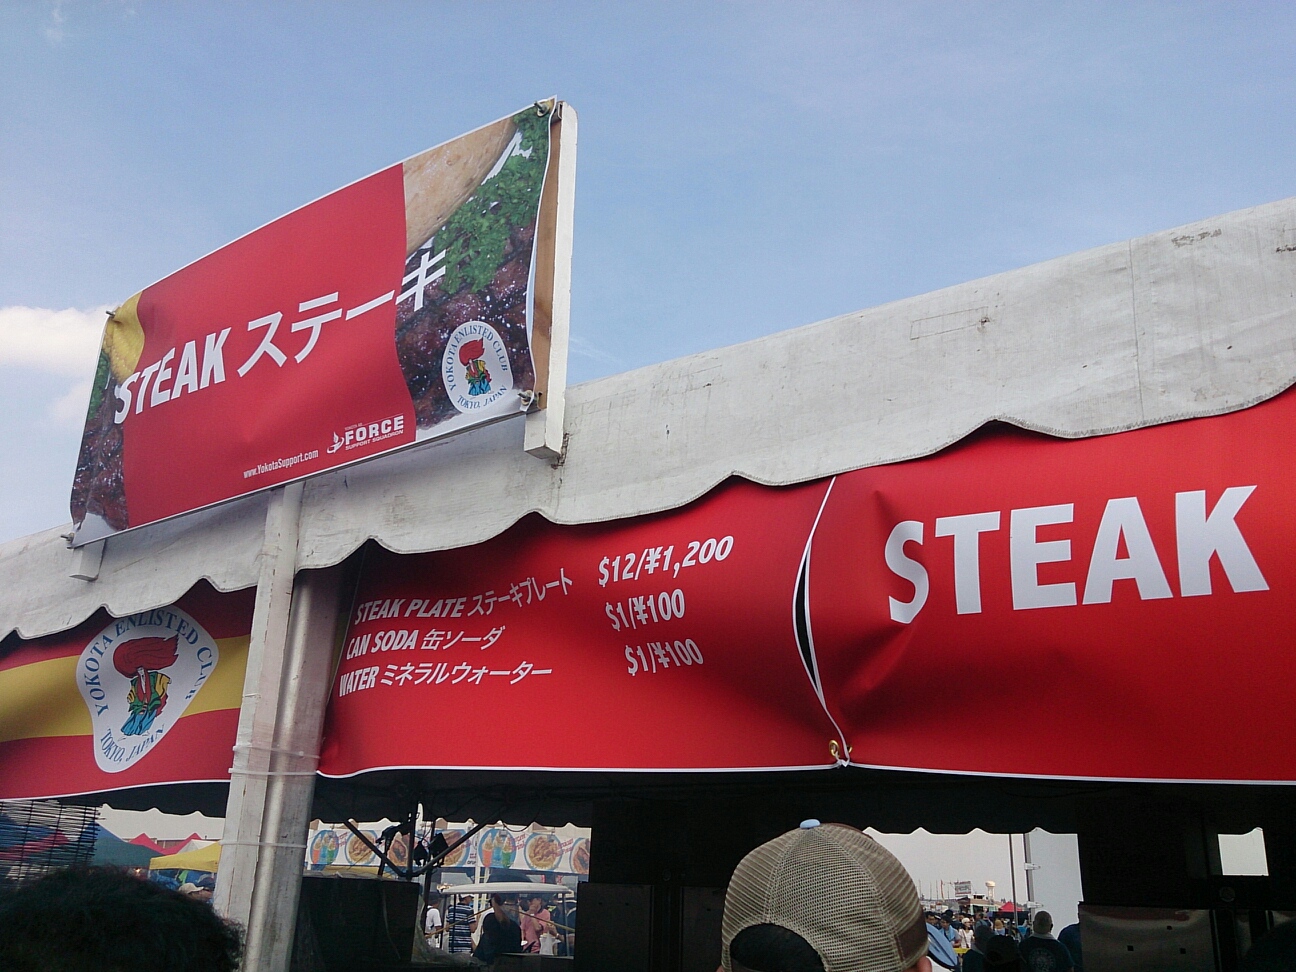 STEAK ステーキ
YOKOTA ENLISTED CLUB
TOKYO, JAPAN
FORCE
SUPPORT SQUADRON
www.YokotaSupport.com
YOKOTA ENLISTED CLUB
TOKYO, JAPAN
STEAK PLATE ステーキプレート $12/¥1,200
CAN SODA 缶ソーダ $1/¥100
WATER ミネラルウォーター $1/¥100
STEAK